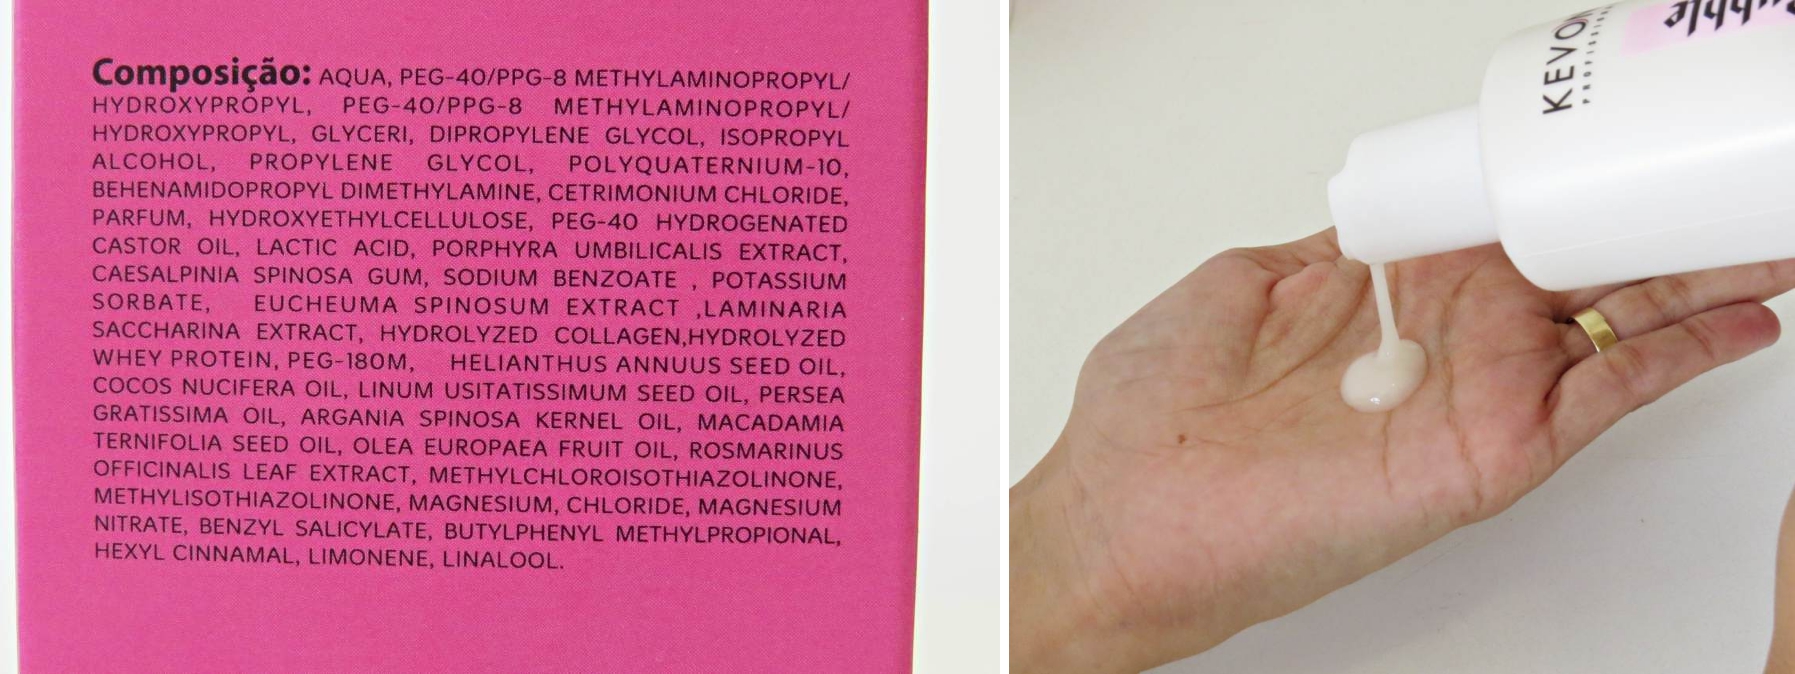 Composição: AQUA, PEG-40/PPG-8 METHYLAMINOPROPYL/
HYDROXYPROPYL, PEG-40/PPG-8 METHYLAMINOPROPYL/
HYDROXYPROPYL, GLYCERI, DIPROPYLENE GLYCOL, ISOPROPYL
ALCOHOL, PROPYLENE GLYCOL, POLYQUATERNIUM-10,
BEHENAMIDOPROPYL DIMETHYLAMINE, CETRIMONIUM CHLORIDE,
PARFUM, HYDROXYETHYLCELLULOSE, PEG-40 HYDROGENATED
CASTOR OIL, LACTIC ACID, PORPHYRA UMBILICALIS EXTRACT,
CAESALPINIA SPINOSA GUM, SODIUM BENZOATE , POTASSIUM
SORBATE, EUCHEUMA SPINOSUM EXTRACT ,LAMINARIA
SACCHARINA EXTRACT, HYDROLYZED COLLAGEN,HYDROLYZED
WHEY PROTEIN, PEG-180M, HELIANTHUS ANNUUS SEED OIL,
COCOS NUCIFERA OIL, LINUM USITATISSIMUM SEED OIL, PERSEA
GRATISSIMA OIL, ARGANIA SPINOSA KERNEL OIL, MACADAMIA
TERNIFOLIA SEED OIL, OLEA EUROPAEA FRUIT OIL, ROSMARINUS
OFFICINALIS LEAF EXTRACT, METHYLCHLOROISOTHIAZOLINONE,
METHYLISOTHIAZOLINONE, MAGNESIUM, CHLORIDE, MAGNESIUM
NITRATE, BENZYL SALICYLATE, BUTYLPHENYL METHYLPROPIONAL,
HEXYL CINNAMAL, LIMONENE, LINALOOL.
KEVON